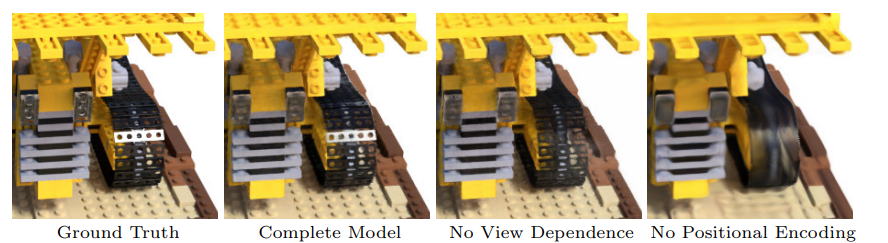 Ground Truth
Complete Model
No View Dependence
No Positional Encoding